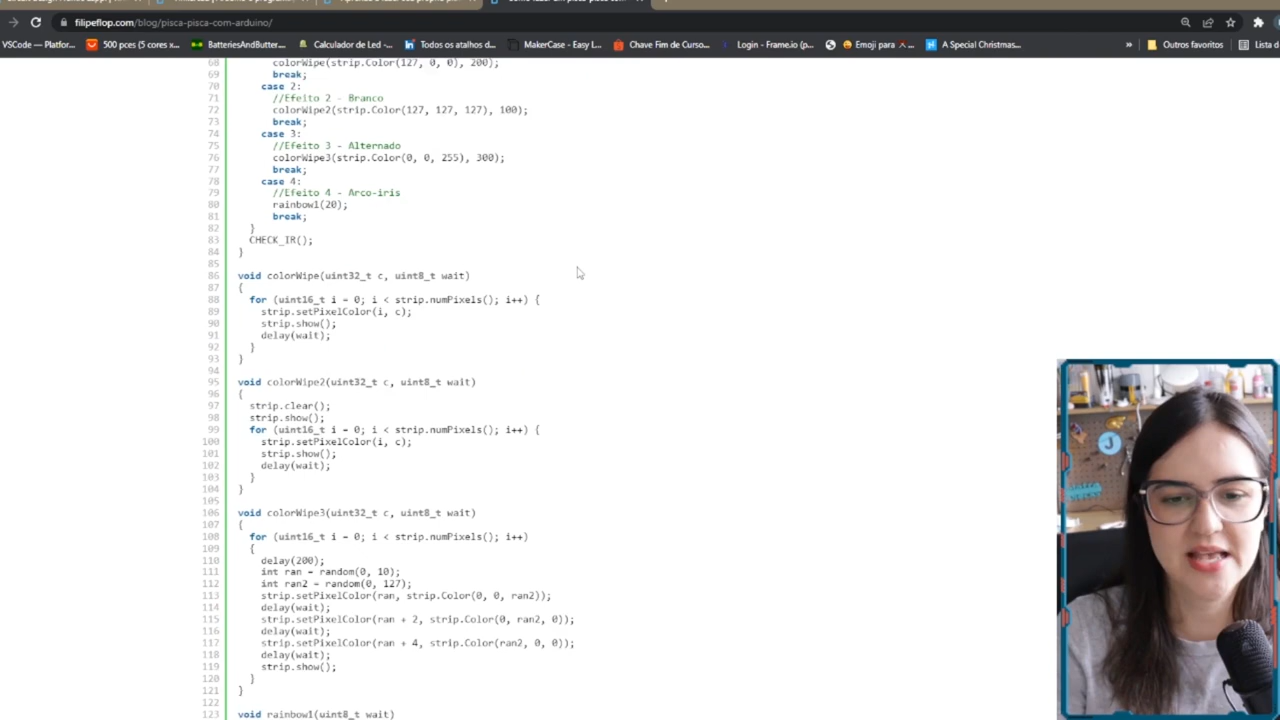 filipeflop.com/blog/pisca-pisca-com-arduino/
VSCode — Platfor...
500 pces (5 cores x...
BatteriesAndButter...
Calculador de Led -...
Todos os atalhos d...
MakerCase - Easy L...
Chave Fim de Curso...
Login - Frame.io (p...
Emoji para
A Special Christmas...
»
Outros favoritos
Lista d
68 colorWipe(strip.Color(127, 0, 0), 200);
69 break;
70 case 2:
71 //Efeito 2 - Branco
72 colorWipe2(strip.Color(127, 127, 127), 100);
73 break;
74 case 3:
75 //Efeito 3 - Alternado
76 colorWipe3(strip.Color(0, 0, 255), 300);
77 break;
78 case 4:
79 //Efeito 4 - Arco-iris
80 rainbow1(20);
81 break;
82 }
83 CHECK_IR();
84 }
85
86 void colorWipe(uint32_t c, uint8_t wait)
87 {
88 for (uint16_t i = 0; i < strip.numPixels(); i++) {
89 strip.setPixelColor(i, c);
90 strip.show();
91 delay(wait);
92 }
93 }
94
95 void colorWipe2(uint32_t c, uint8_t wait)
96 {
97 strip.clear();
98 strip.show();
99 for (uint16_t i = 0; i < strip.numPixels(); i++) {
100 strip.setPixelColor(i, c);
101 strip.show();
102 delay(wait);
103 }
104 }
105
106 void colorWipe3(uint32_t c, uint8_t wait)
107 {
108 for (uint16_t i = 0; i < strip.numPixels(); i++)
109 {
110 delay(200);
111 int ran = random(0, 10);
112 int ran2 = random(0, 127);
113 strip.setPixelColor(ran, strip.Color(0, 0, ran2));
114 delay(wait);
115 strip.setPixelColor(ran + 2, strip.Color(0, ran2, 0));
116 delay(wait);
117 strip.setPixelColor(ran + 4, strip.Color(ran2, 0, 0));
118 delay(wait);
119 strip.show();
120 }
121 }
122
123 void rainbow1(uint8_t wait)
J